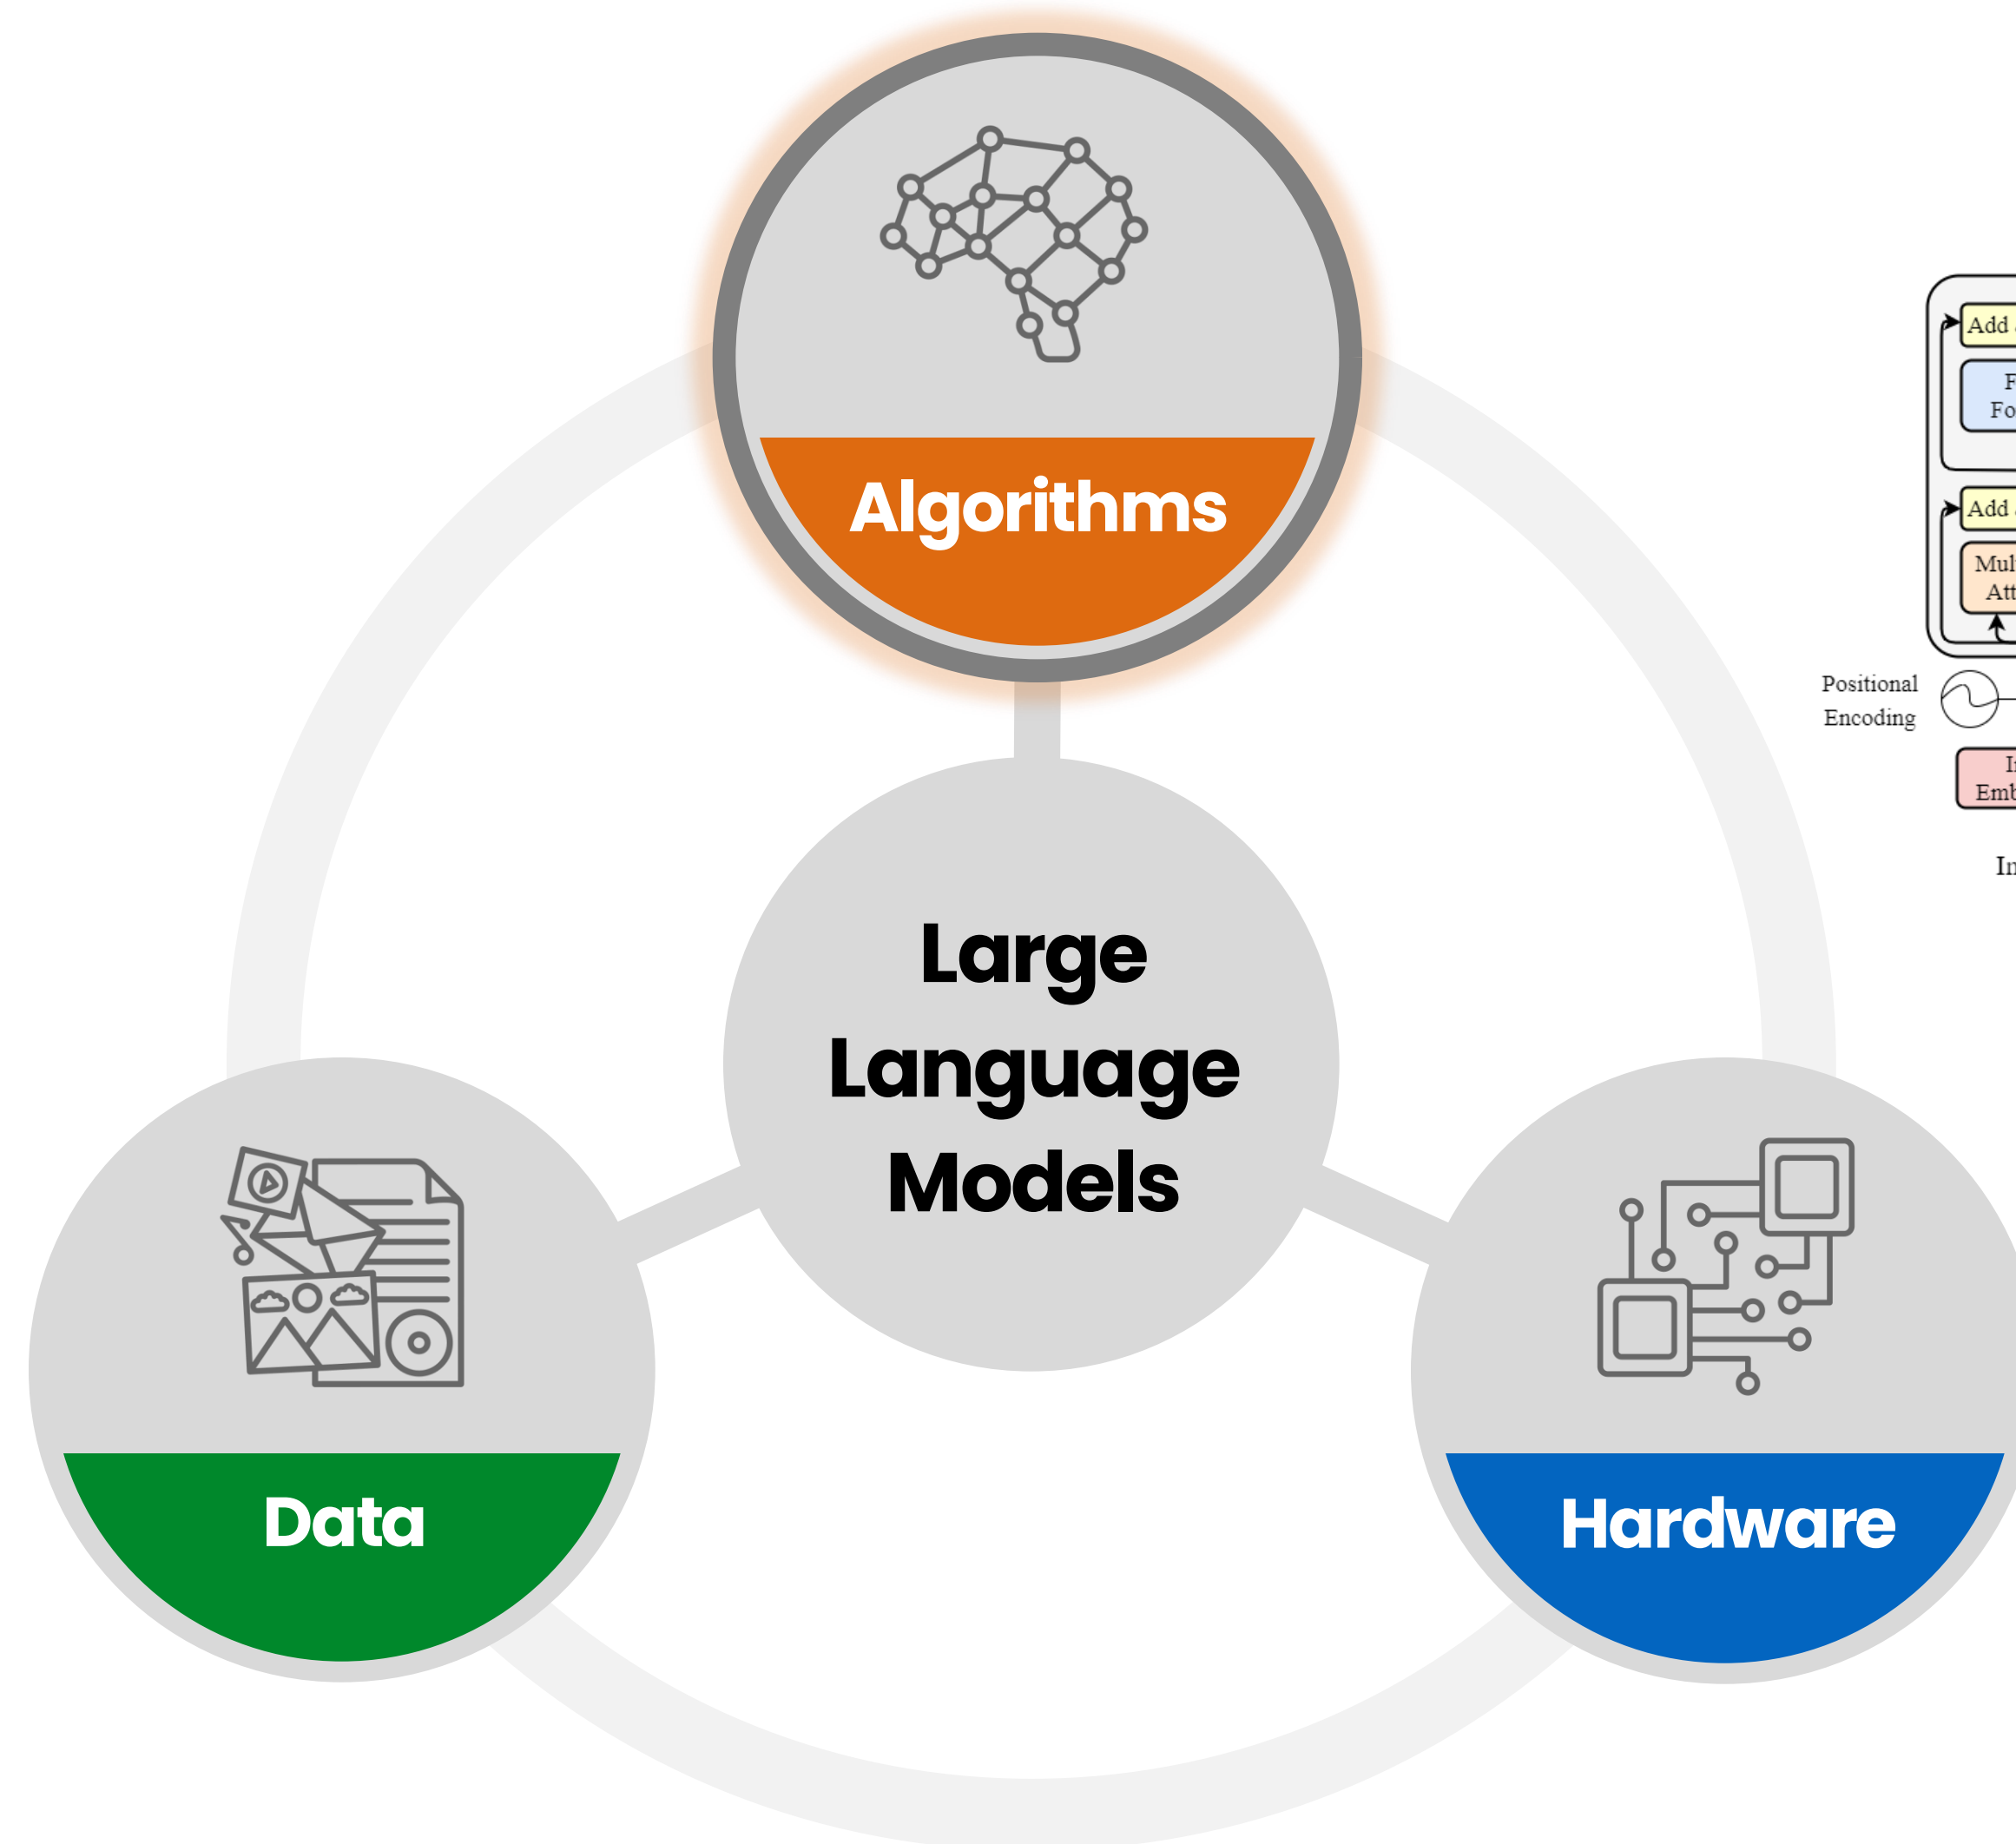 Algorithms
Large
Language
Models
Data
Hardware
Add
Add
Positional
Encoding